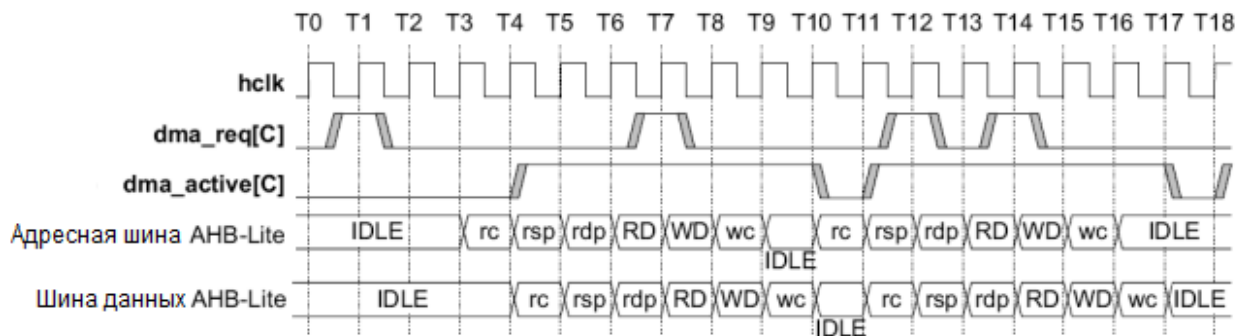 T0 T1 T2 T3 T4 T5 T6 T7 T8 T9 T10 T11 T12 T13 T14 T15 T16 T17 T18
hclk
dma_req[C]
dma_active[C]
Адресная шина AHB-Lite IDLE rc rsp rdp RD WD wc IDLE rc rsp rdp RD WD wc IDLE
Шина данных AHB-Lite IDLE rc rsp rdp RD WD wc IDLE rc rsp rdp RD WD wc IDLE